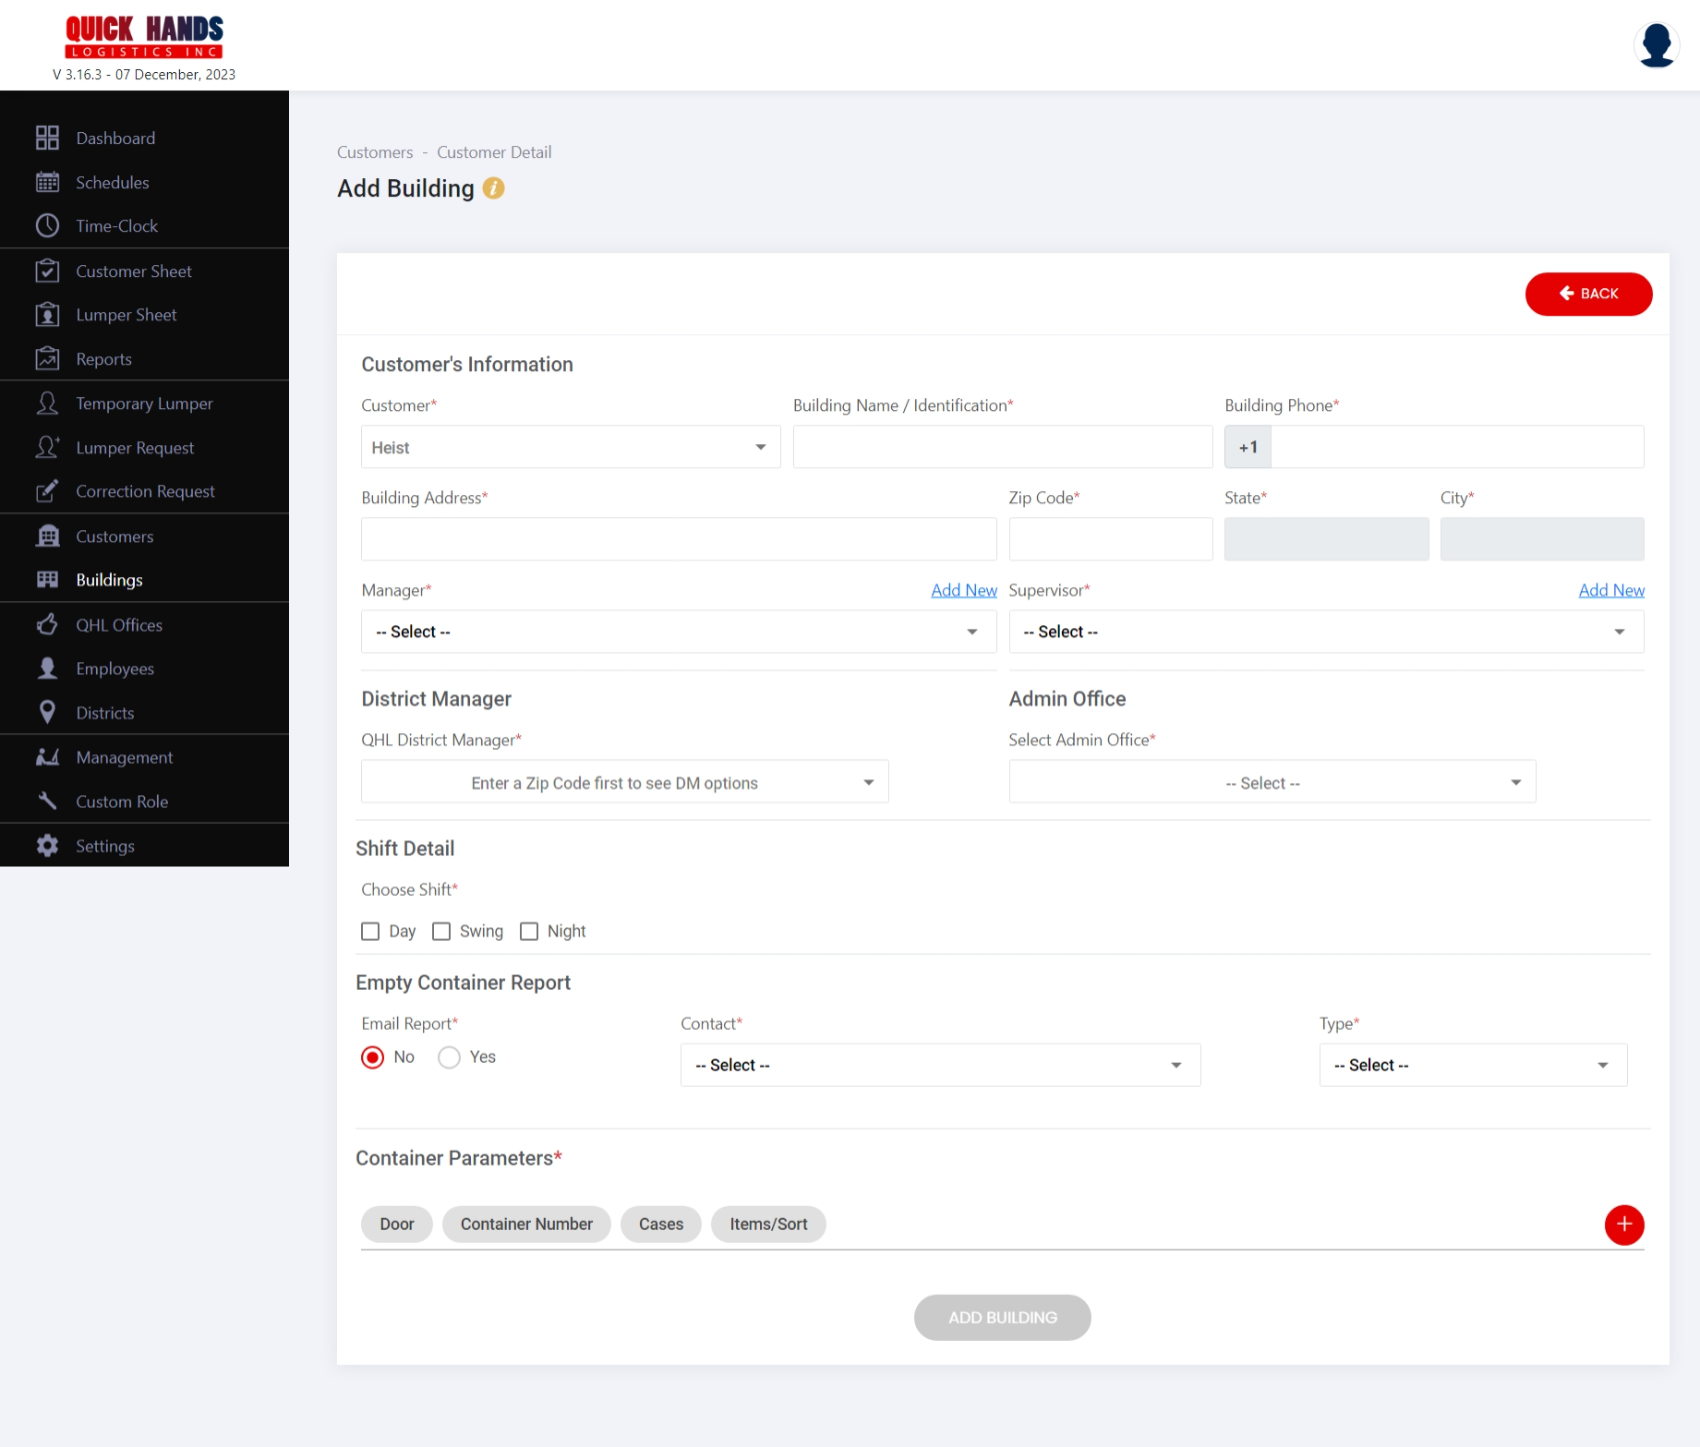 QUICK HANDS
LOGISTICS INC
V 3.16.3 - 07 December, 2023
Dashboard
Schedules
Time-Clock
Customer Sheet
Lumper Sheet
Reports
Temporary Lumper
Lumper Request
Correction Request
Customers
Buildings
QHL Offices
Employees
Districts
Management
Custom Role
Settings
Customers - Customer Detail
Add Building i
BACK
Customer's Information
Customer* Building Name / Identification* Building Phone*
Heist +1
Building Address* Zip Code* State* City*
Manager* Add New Supervisor* Add New
-- Select -- -- Select --
District Manager Admin Office
QHL District Manager* Select Admin Office*
Enter a Zip Code first to see DM options -- Select --
Shift Detail
Choose Shift*
Day Swing Night
Empty Container Report
Email Report* Contact* Type*
No Yes -- Select -- -- Select --
Container Parameters*
Door Container Number Cases Items/Sort +
ADD BUILDING